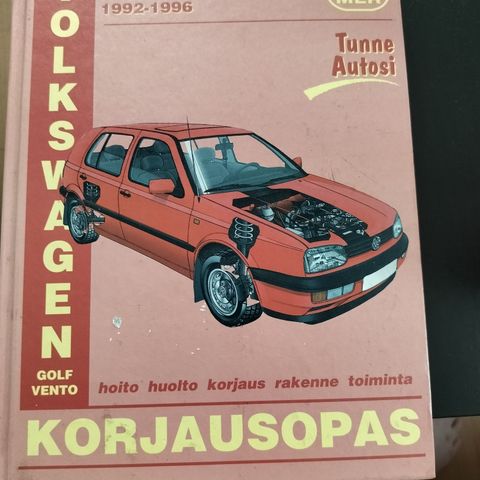 1992-1996
Tunne
Autosi
OLKSWAGEN
GOLF
VENTO
hoito huolto korjaus rakenne toiminta
KORJAUSOPAS